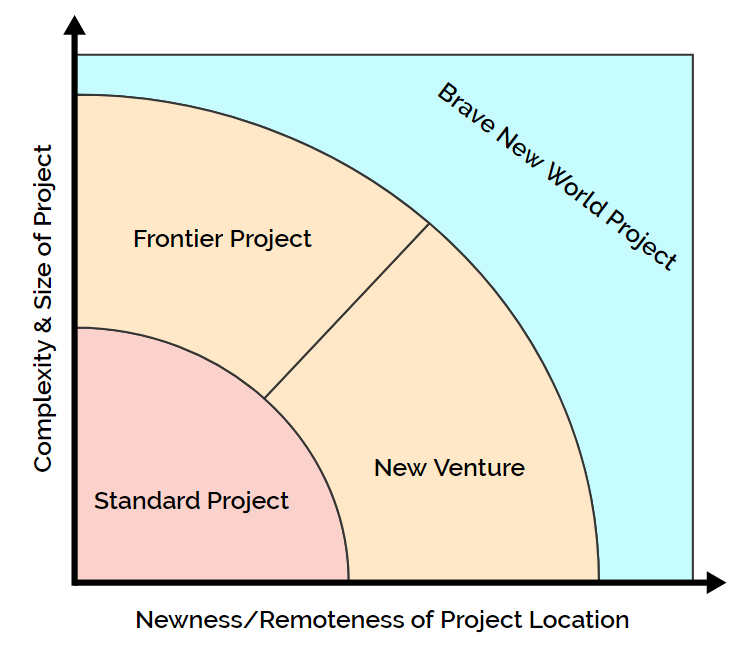 Brave New World Project
Frontier Project
Complexity & Size of Project
New Venture
Standard Project
Newness/Remoteness of Project Location